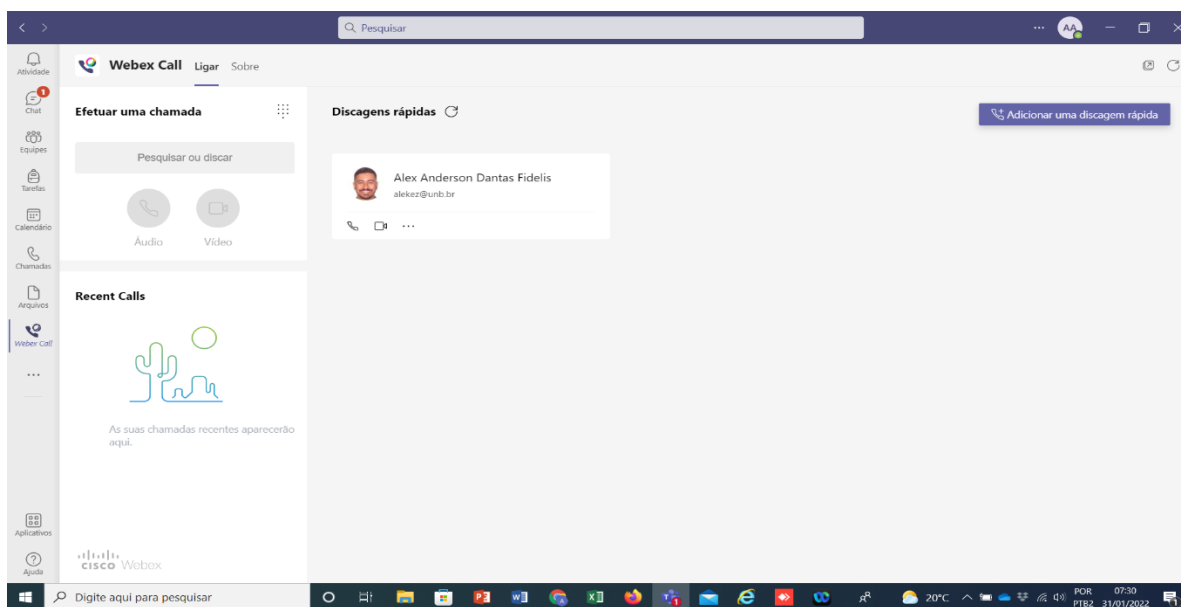 Pesquisar
AA
Atividade
Webex Call
Ligar
Sobre
1
Chat
Efetuar uma chamada
Discagens rápidas
Adicionar uma discagem rápida
Equipes
Pesquisar ou discar
Tarefas
Alex Anderson Dantas Fidelis
alekez@unb.br
Calendário
Áudio
Vídeo
Chamadas
Arquivos
Recent Calls
Webex Call
As suas chamadas recentes aparecerão
aqui.
Aplicativos
Ajuda
CISCO Webex
Digite aqui para pesquisar
20°C
POR
PTB2
07:30
31/01/2022